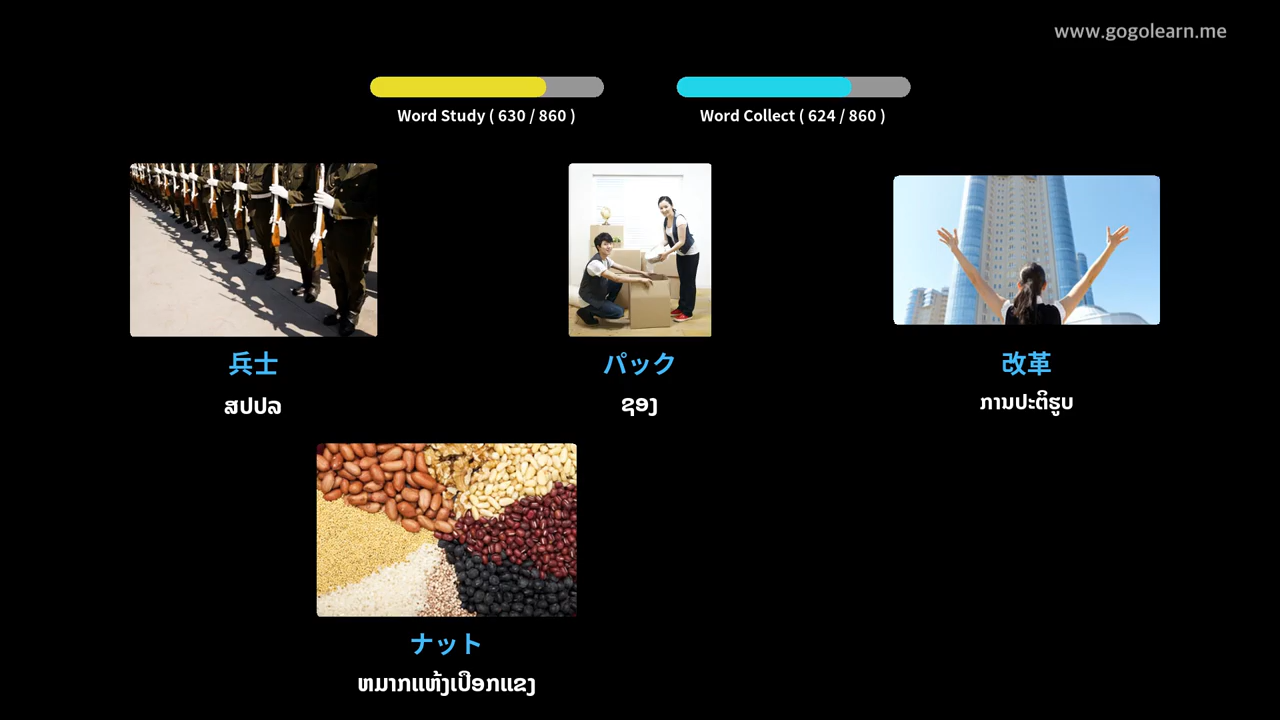 www.gogolearn.me
Word Study ( 630 / 860 )
Word Collect ( 624 / 860 )
兵士
ສປປລ
パック
ຊອງ
改革
ການປະຕິຮູບ
ナット
ຫມາກແຫ້ງເປືອກແຂງ